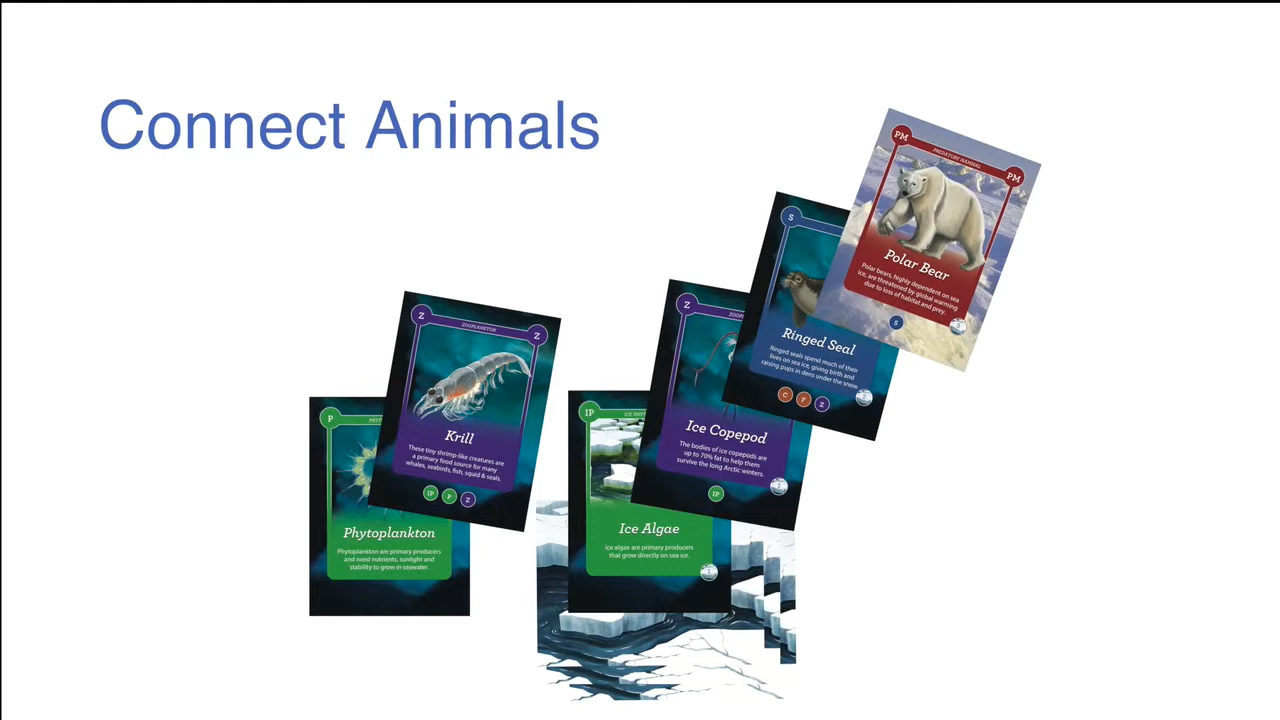 Connect Animals
PM
PREDATORY MAMMAL
PM
Polar Bear
Polar bears, highly dependent on sea
ice, are threatened by global warming
due to loss of habitat and prey.
S
S
Ringed Seal
Ringed seals spend much of their
lives on sea ice, giving birth and
raising pups in dens under the snow.
C F Z
Z
Ice Copepod
The bodies of ice copepods are
up to 70% fat to help them
survive the long Arctic winters.
IP
Z
ZOOPLANKTON
Z
Krill
These tiny shrimp-like creatures are
a primary food source for many
whales, seabirds, fish, squid & seals.
IP P Z
IP
Ice Algae
Ice algae are primary producers
that grow directly on sea ice.
P
Phytoplankton
Phytoplankton are primary producers
and need nutrients, sunlight and
stability to grow in seawater.